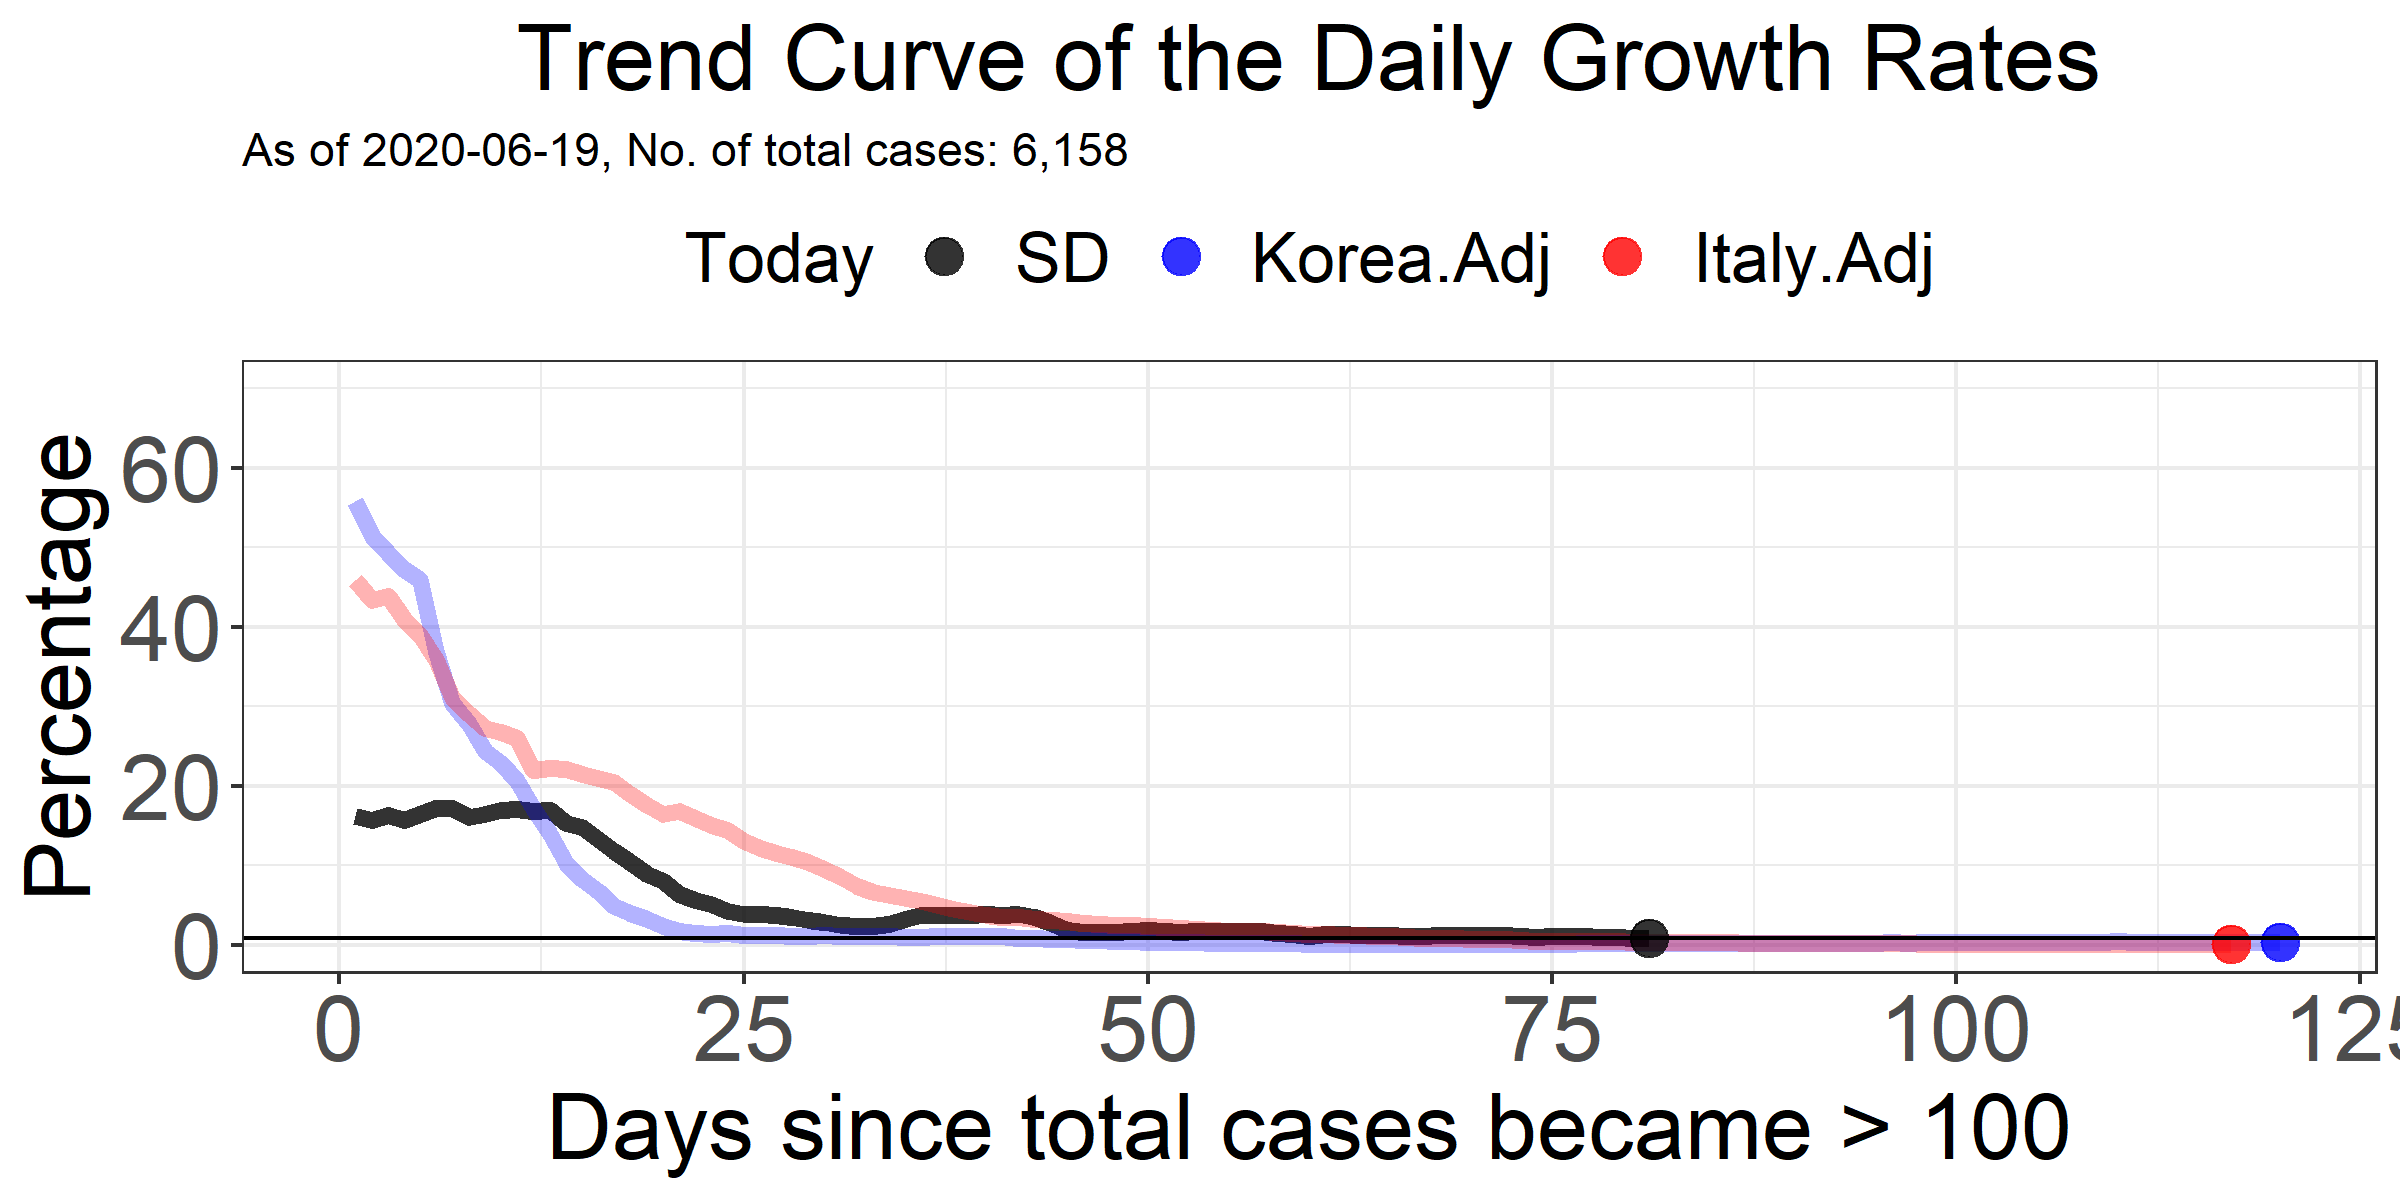 Trend Curve of the Daily Growth Rates
As of 2020-06-19, No. of total cases: 6,158
Today SD Korea.Adj Italy.Adj
Percentage
60
40
20
0
0 25 50 75 100 125
Days since total cases became > 100